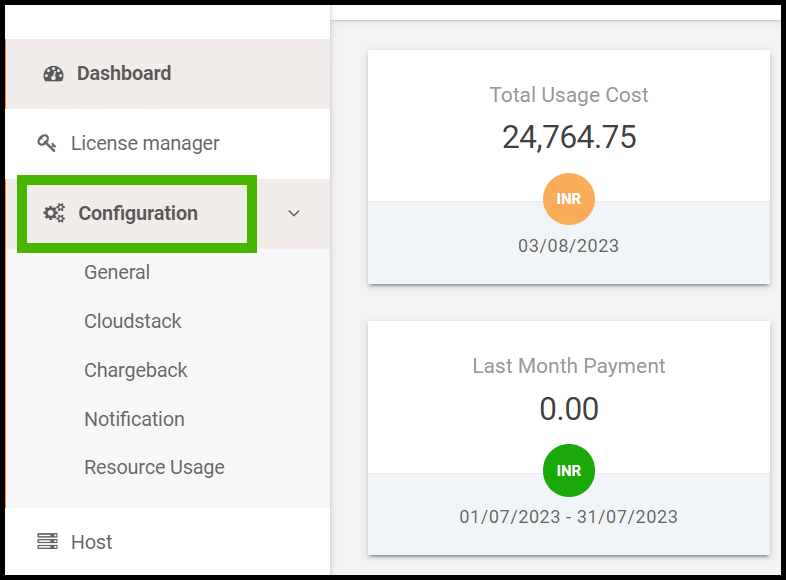 Dashboard
License manager
Configuration
General
Cloudstack
Chargeback
Notification
Resource Usage
Host
Total Usage Cost
24,764.75
INR
03/08/2023
Last Month Payment
0.00
INR
01/07/2023 - 31/07/2023